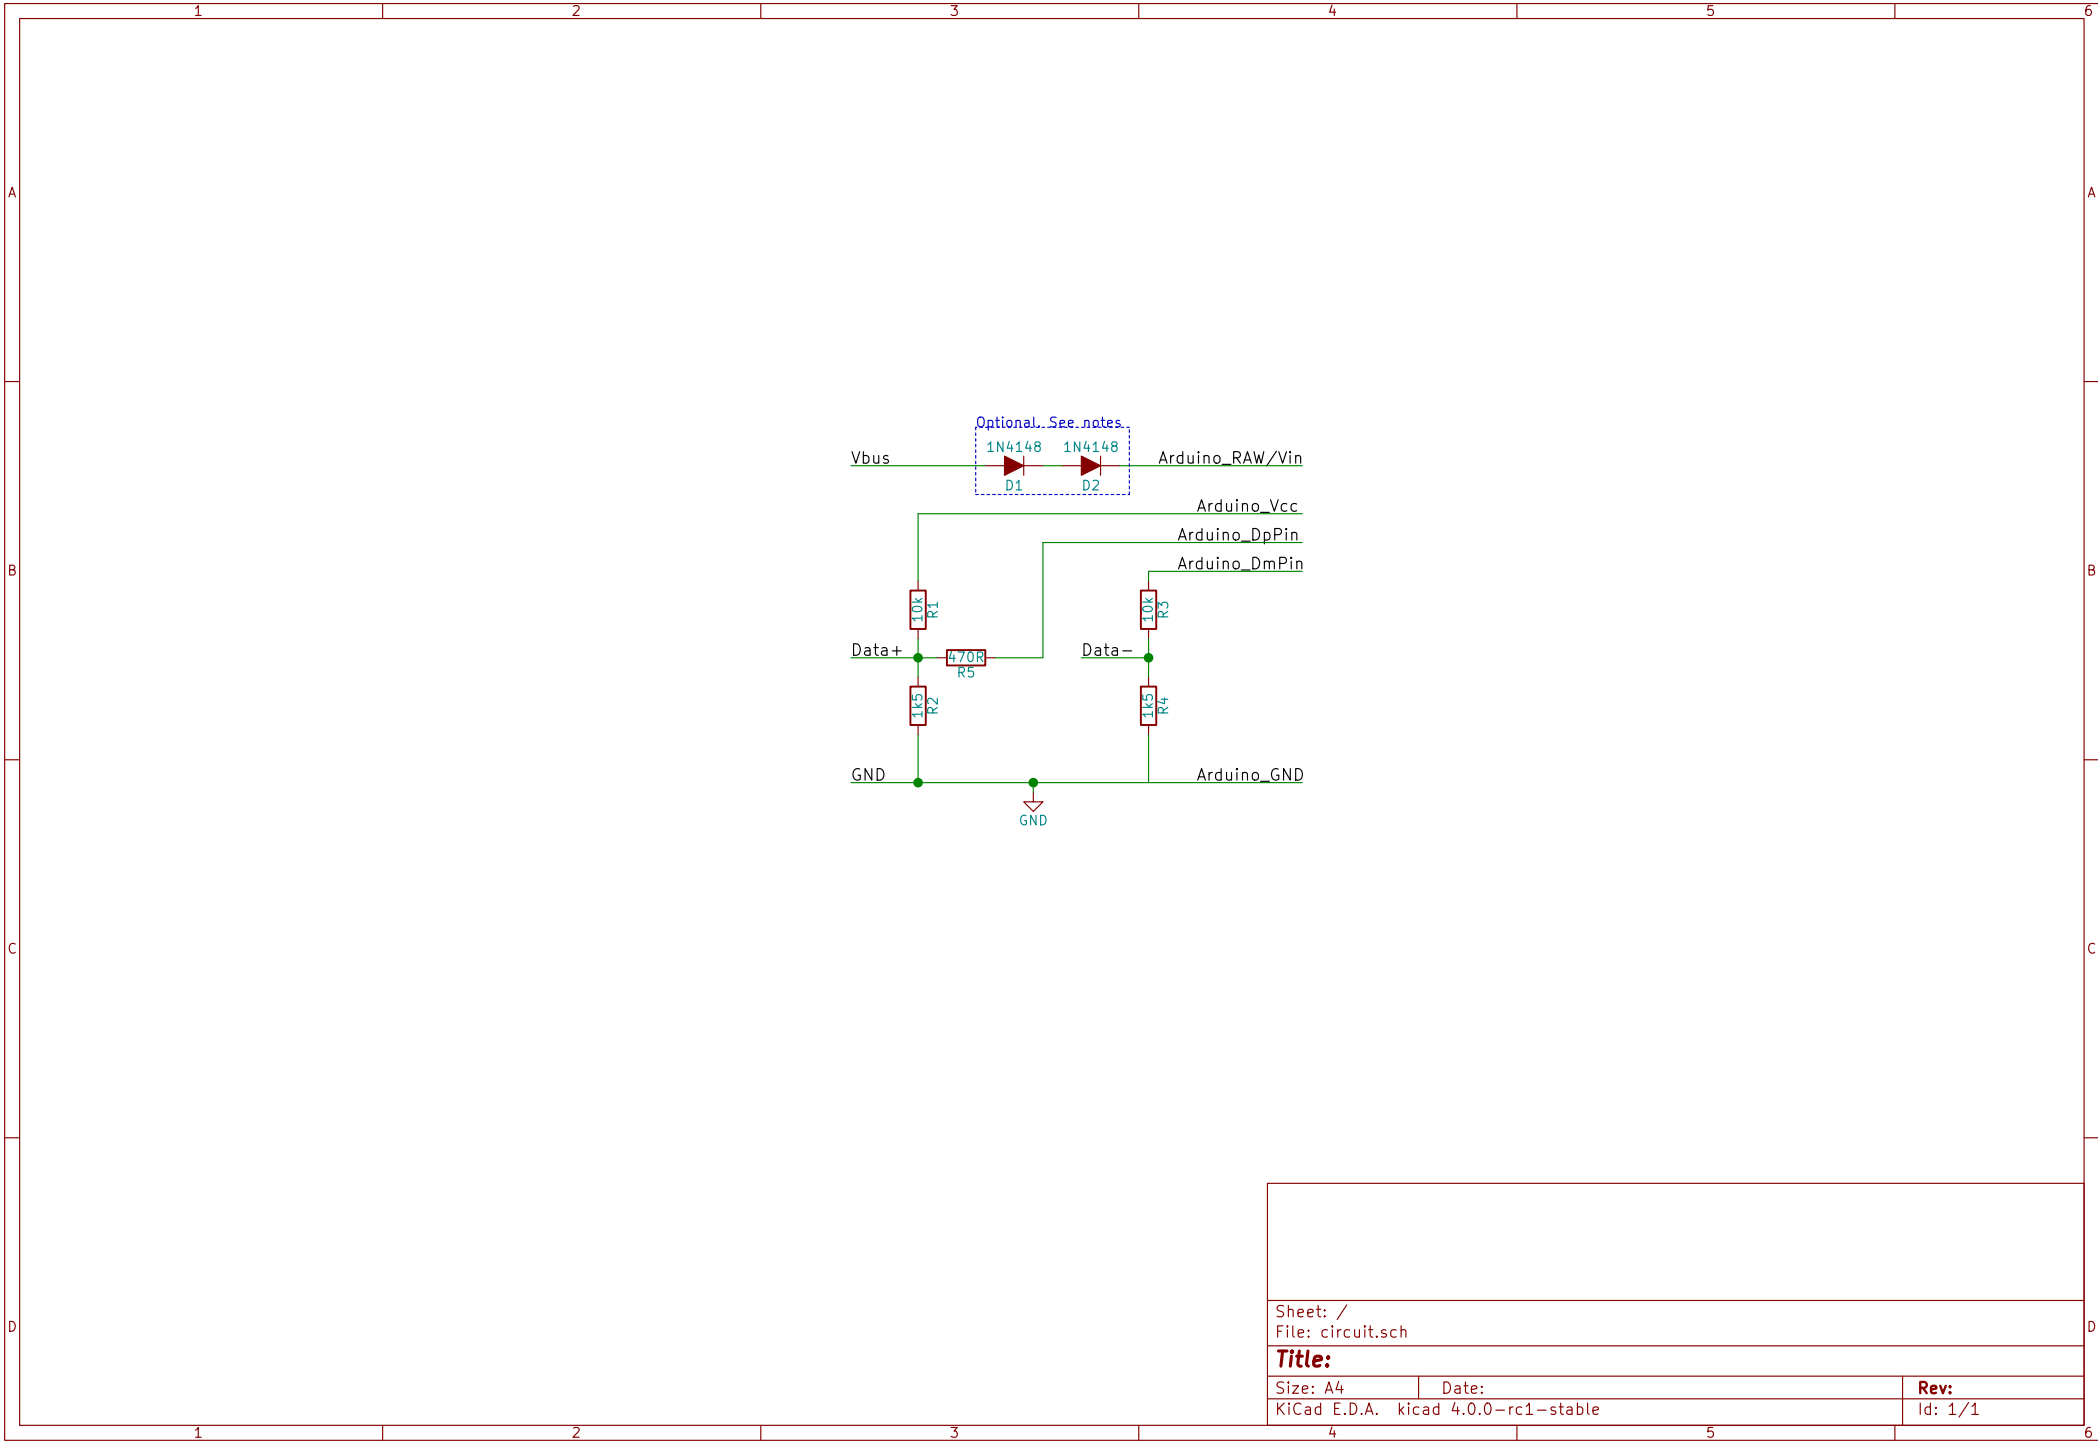 1 2 3 4 5 6
A A
Optional. See notes
1N4148 1N4148
Vbus Arduino_RAW/Vin
D1 D2
Arduino_Vcc
Arduino_DpPin
Arduino_DmPin
B B
10k R1 10k R3
Data+ 470R Data-
R5
1k5 R2 1k5 R4
GND Arduino_GND
GND
C C
Sheet: /
File: circuit.sch
D D
Title:
Size: A4 Date: Rev:
KiCad E.D.A. kicad 4.0.0-rc1-stable Id: 1/1
1 2 3 4 5 6